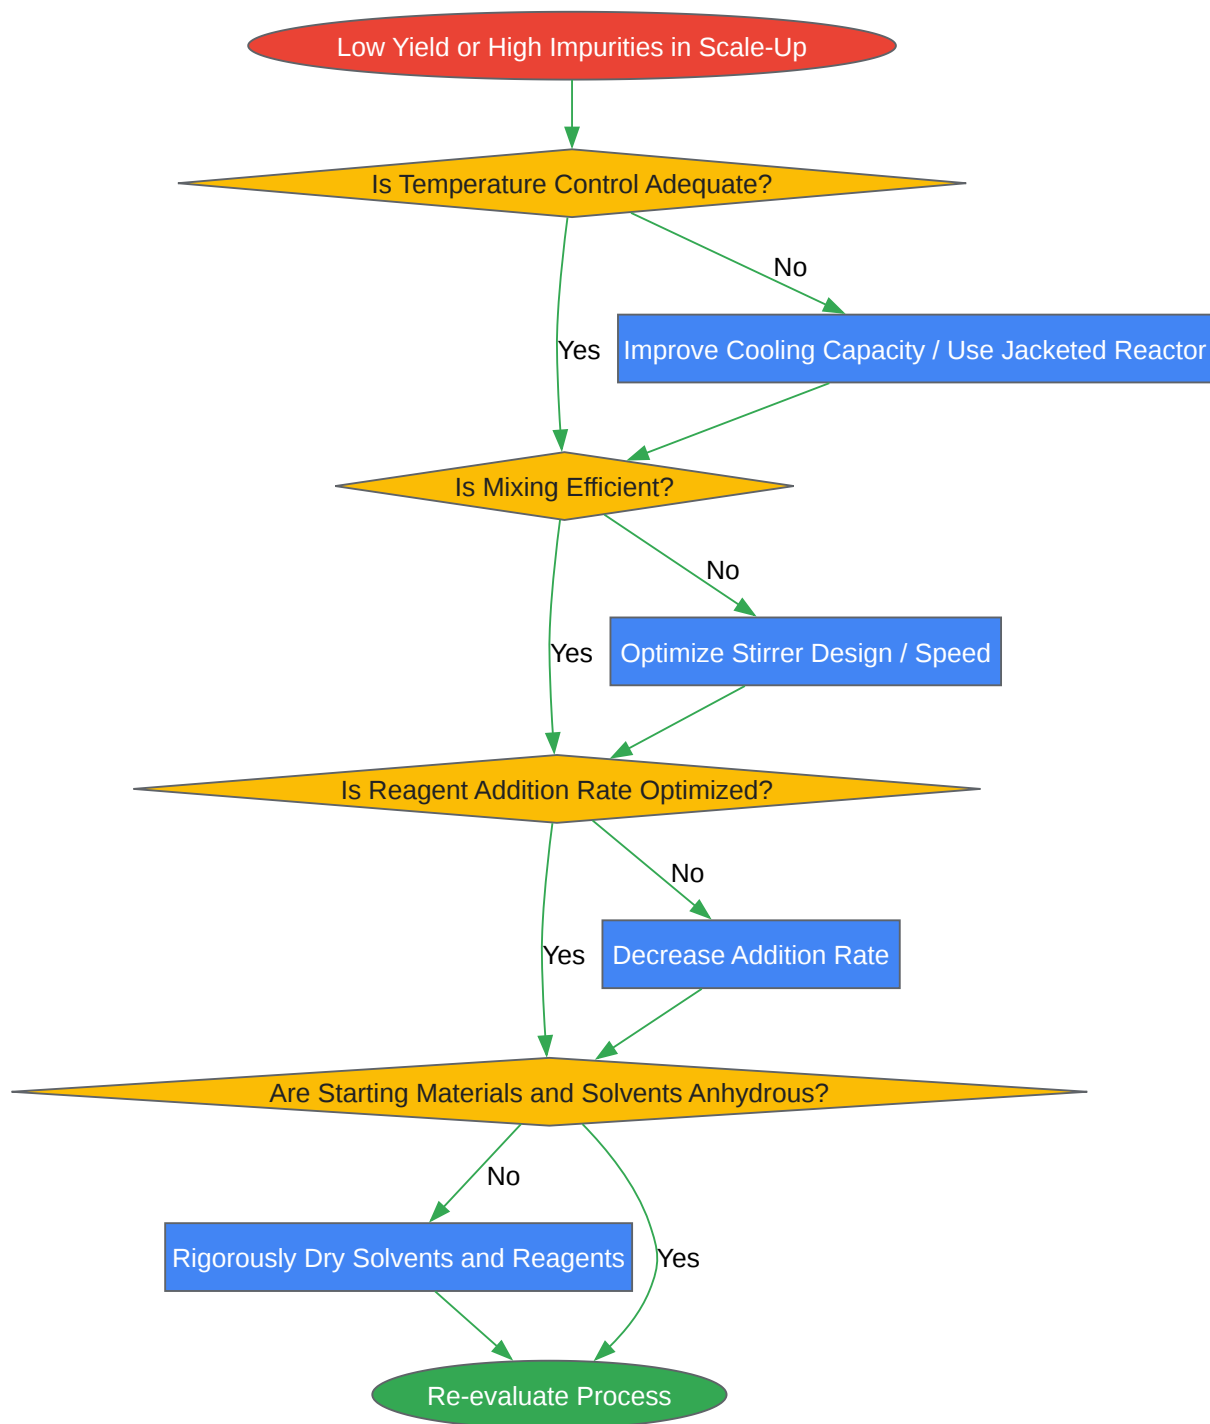 Low Yield or High Impurities in Scale-Up
Is Temperature Control Adequate?
No
Yes
Improve Cooling Capacity / Use Jacketed Reactor
Is Mixing Efficient?
No
Yes
Optimize Stirrer Design / Speed
Is Reagent Addition Rate Optimized?
No
Yes
Decrease Addition Rate
Are Starting Materials and Solvents Anhydrous?
No
Rigorously Dry Solvents and Reagents
Yes
Re-evaluate Process